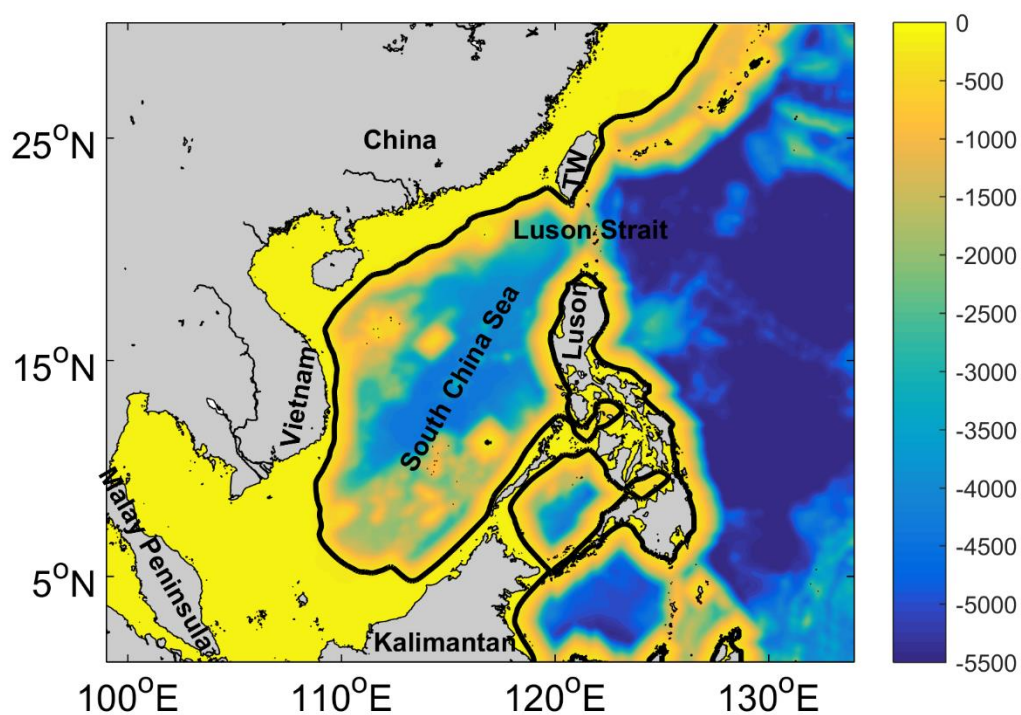 China
TW
Luson Strait
Luson
South China Sea
Vietnam
Malay Peninsula
Kalimantan
25°N
15°N
5°N
100°E
110°E
120°E
130°E
0
-500
-1000
-1500
-2000
-2500
-3000
-3500
-4000
-4500
-5000
-5500